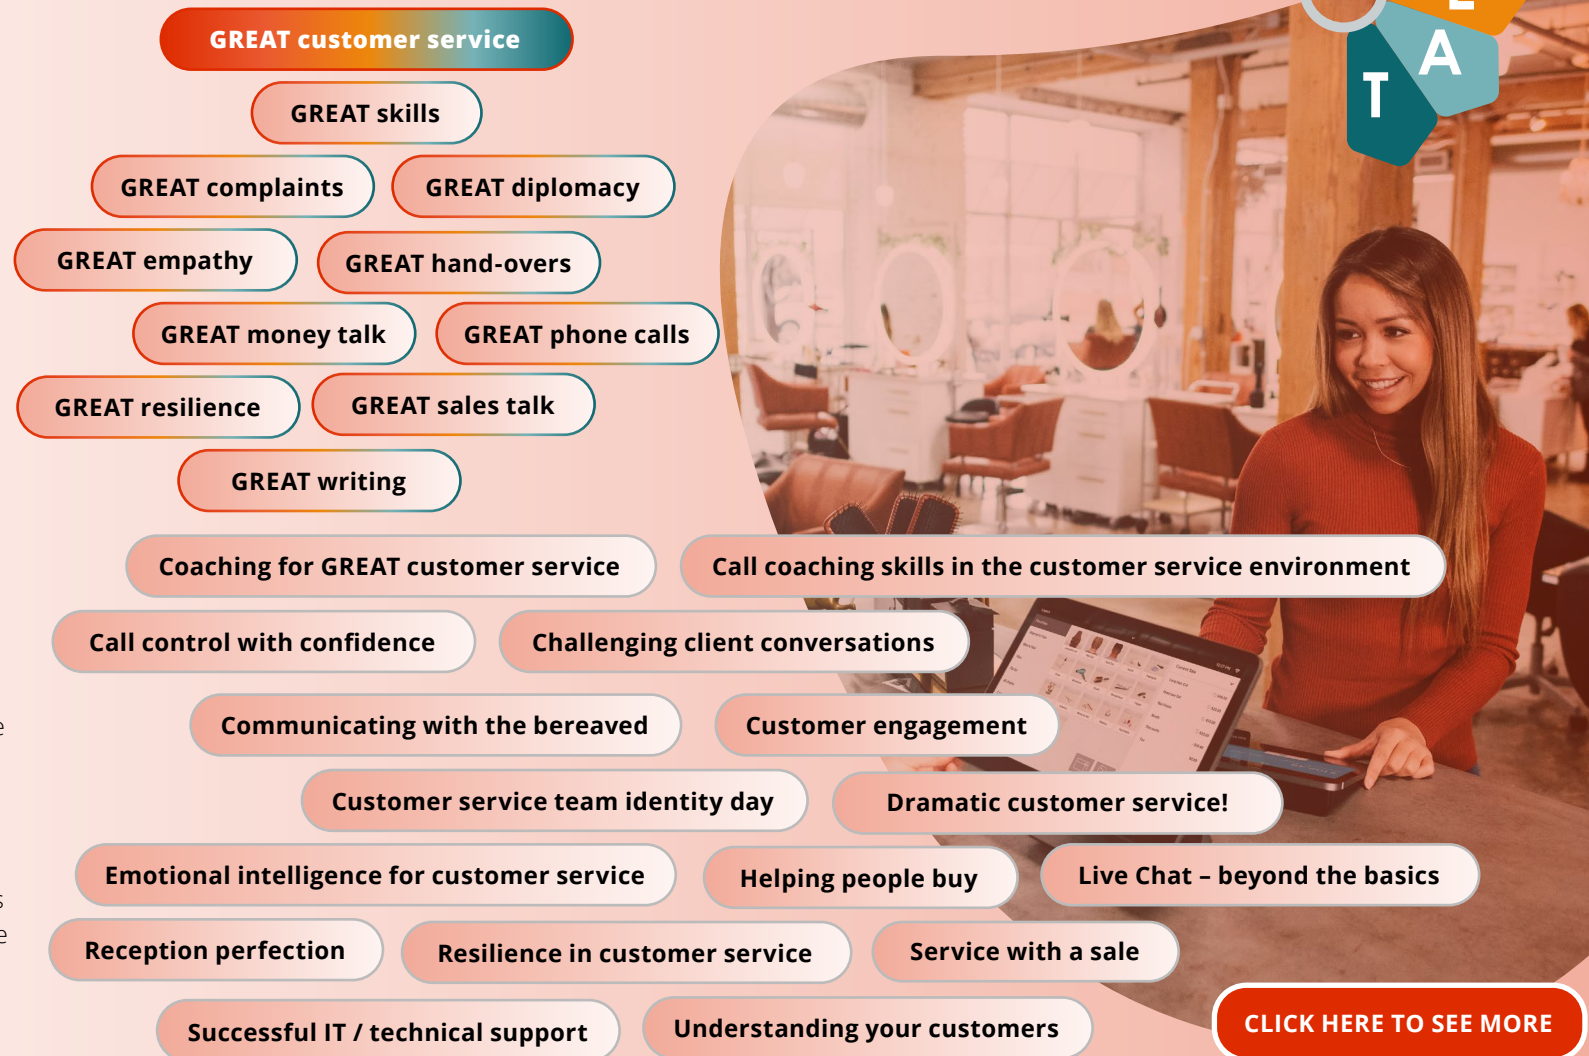 GREAT customer service
GREAT skills
GREAT complaints
GREAT diplomacy
GREAT empathy
GREAT hand-overs
GREAT money talk
GREAT phone calls
GREAT resilience
GREAT sales talk
GREAT writing
Coaching for GREAT customer service
Call coaching skills in the customer service environment
Call control with confidence
Challenging client conversations
Communicating with the bereaved
Customer engagement
Customer service team identity day
Dramatic customer service!
Emotional intelligence for customer service
Helping people buy
Live Chat – beyond the basics
Reception perfection
Resilience in customer service
Service with a sale
Successful IT / technical support
Understanding your customers
CLICK HERE TO SEE MORE
A
T